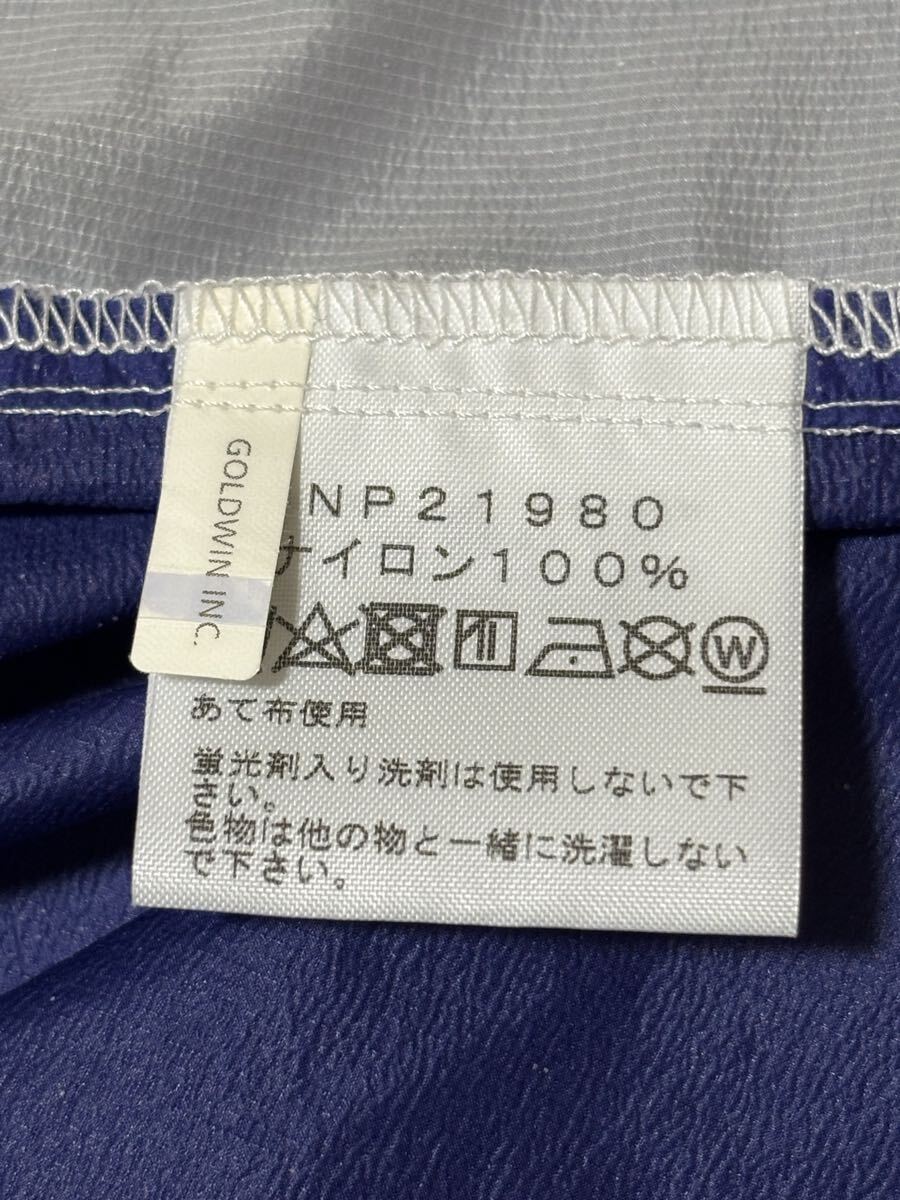 GOLDWIN INC.
NP21980
ナイロン100%
W
あて布使用
蛍光剤入り洗剤は使用しないで下
さい。
色物は他の物と一緒に洗濯しない
で下さい。